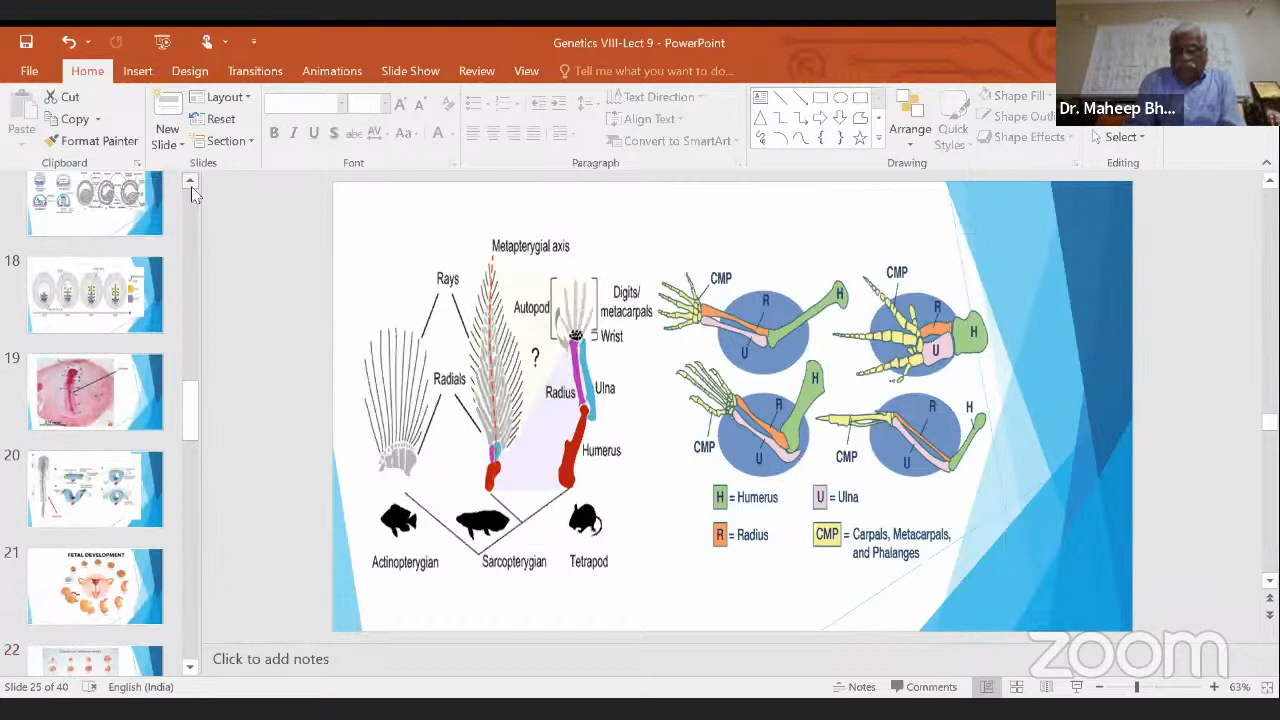 Genetics VIII-Lect 9 - PowerPoint
File Home Insert Design Transitions Animations Slide Show Review View Tell me what you want to do...
Dr. Maheep Bh...
Paste
Cut
Copy
Format Painter
Clipboard
New
Slide
Layout
Reset
Section
Slides
B I U S abc AV Aa A
Font
Text Direction
Align Text
Convert to SmartArt
Paragraph
Arrange
Quick
Styles
Shape Fill
Shape Outl
Shape Effects
Drawing
Select
Editing
18
19
20
21
FETAL DEVELOPMENT
22
Metapterygial axis
Rays
Autopod
Digits/
metacarpals
Wrist
?
Radials
Radius
Ulna
Humerus
Actinopterygian
Sarcopterygian
Tetrapod
CMP
R
H
U
CMP
R
H
U
CMP
R
H
U
CMP
R
H
U
H = Humerus
U = Ulna
R = Radius
CMP = Carpals, Metacarpals,
and Phalanges
Click to add notes
zoom
Slide 25 of 40 English (India) Notes Comments 63%